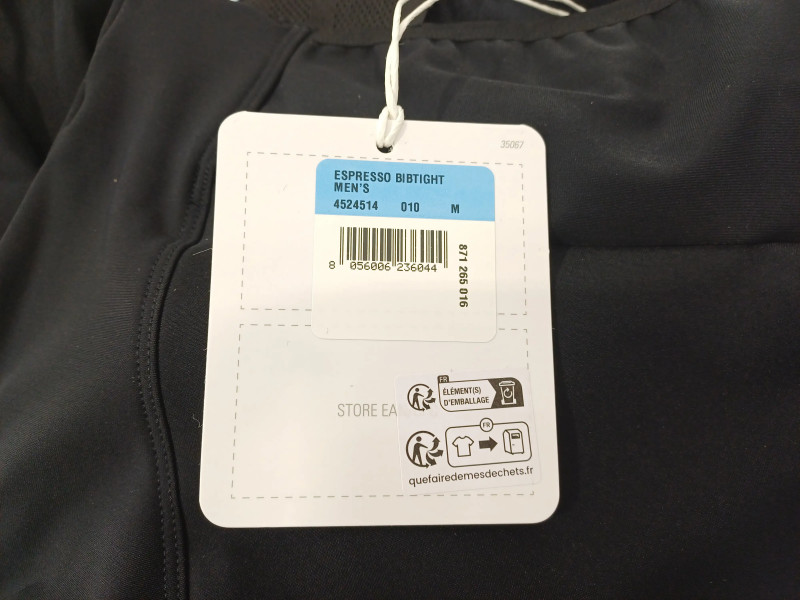 35067
ESPRESSO BIBTIGHT
MEN'S
4524514 010 M
8 056006 236044
871 265 016
STORE EA
FR
ÉLÉMENT(S)
D'EMBALLAGE
FR
quefairedemesdechets.fr